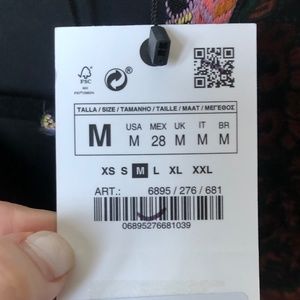 FSC
TALLA / SIZE / TAMANHO / TAILLE / MAAT / ΜΕΓΕΘΟΣ
M USA MEX UK IT BR
M 28 M M M
XS S M L XL XXL
ART.: 6895 / 276 / 681
06895276681039